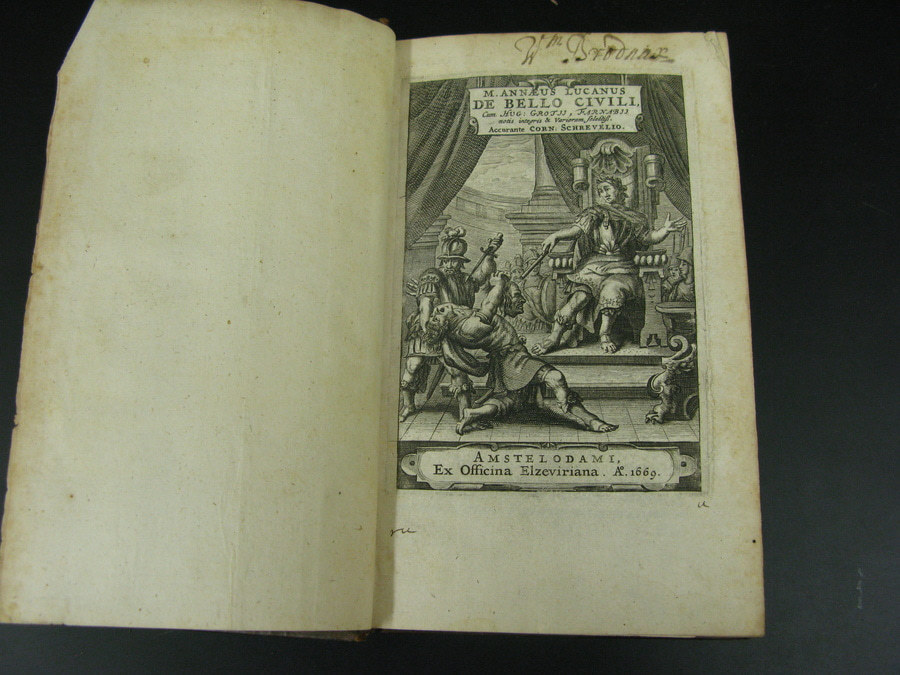 Wm Brodnax
M. ANNÆUS LUCANUS
DE BELLO CIVILI,
Cum HUG: GROTII, FARNABII
notis integris & Variorum selectiss.
Accurante CORN: SCHREVELIO.
AMSTELODAMI,
Ex Officina Elzeviriana. Aº. 1669.